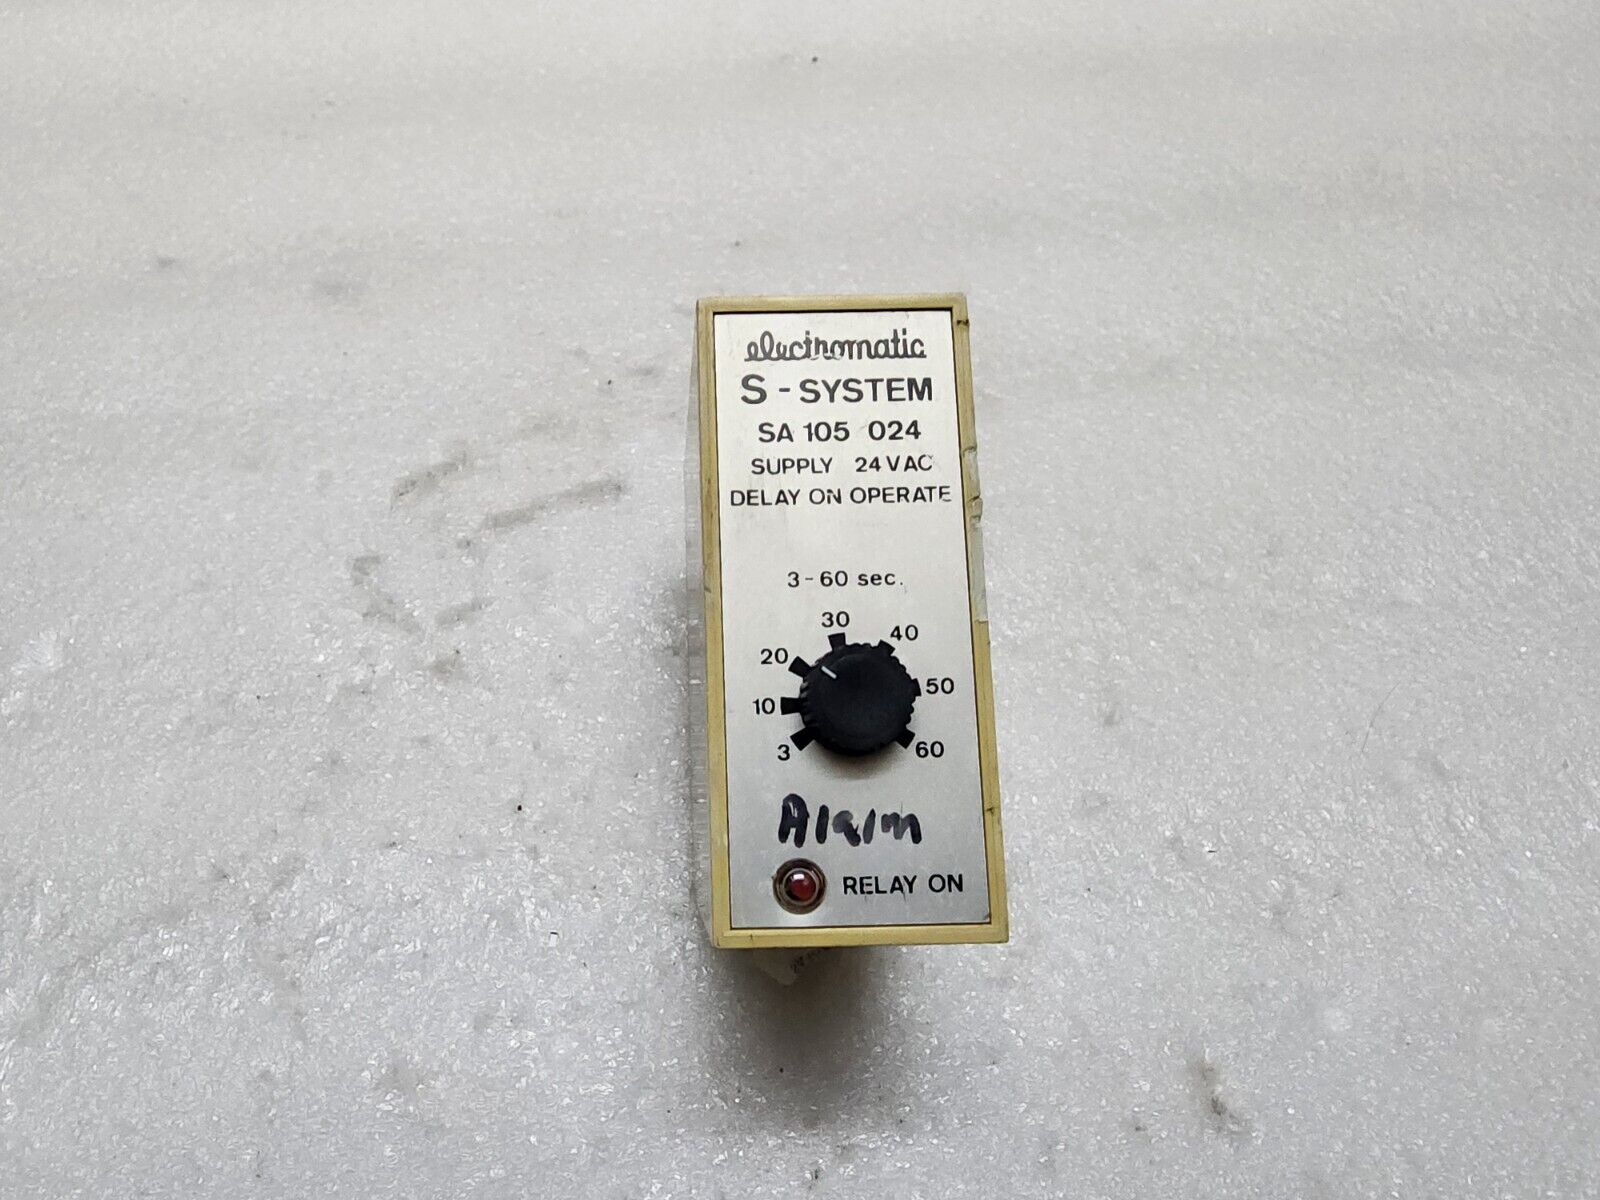 electromatic
S - SYSTEM
SA 105 024
SUPPLY 24 VAC
DELAY ON OPERATE
3 - 60 sec.
30
20 40
10 50
3 60
Alarm
RELAY ON